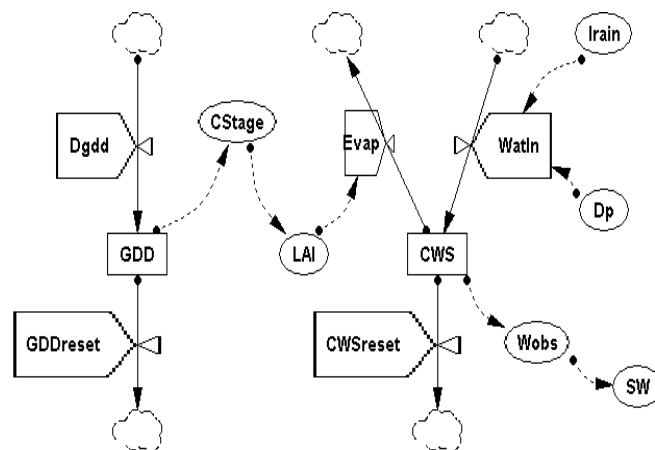 Irain
CStage
Dgdd
Evap
WatIn
Dp
GDD
LAI
CWS
GDDreset
CWSreset
Wobs
SW